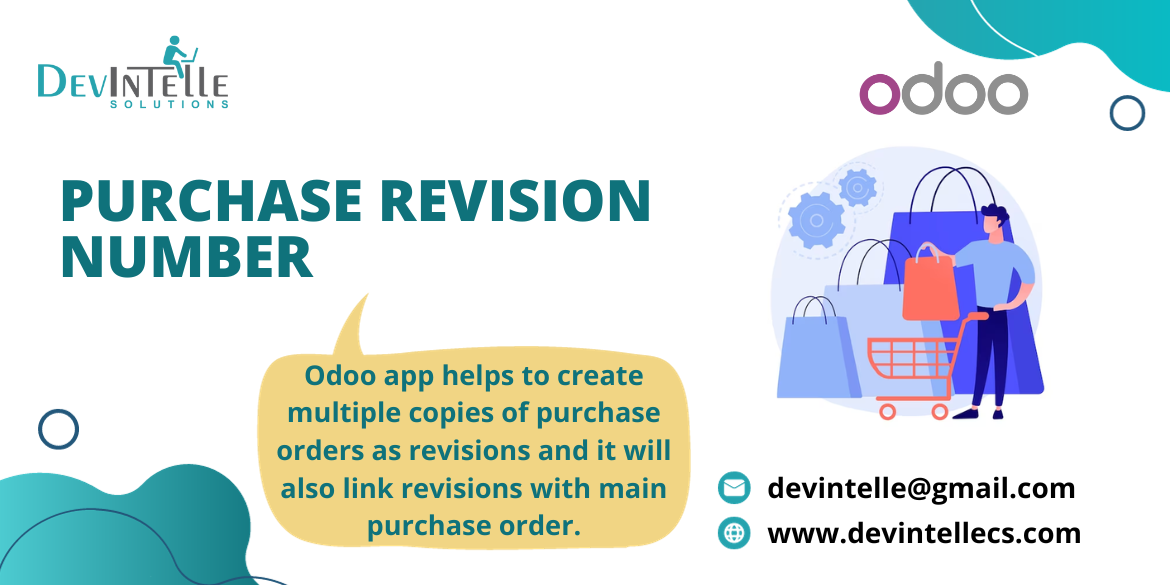 DevIntelle
SOLUTIONS
odoo
PURCHASE REVISION
NUMBER
Odoo app helps to create
multiple copies of purchase
orders as revisions and it will
also link revisions with main
purchase order.
devintelle@gmail.com
www.devintellecs.com